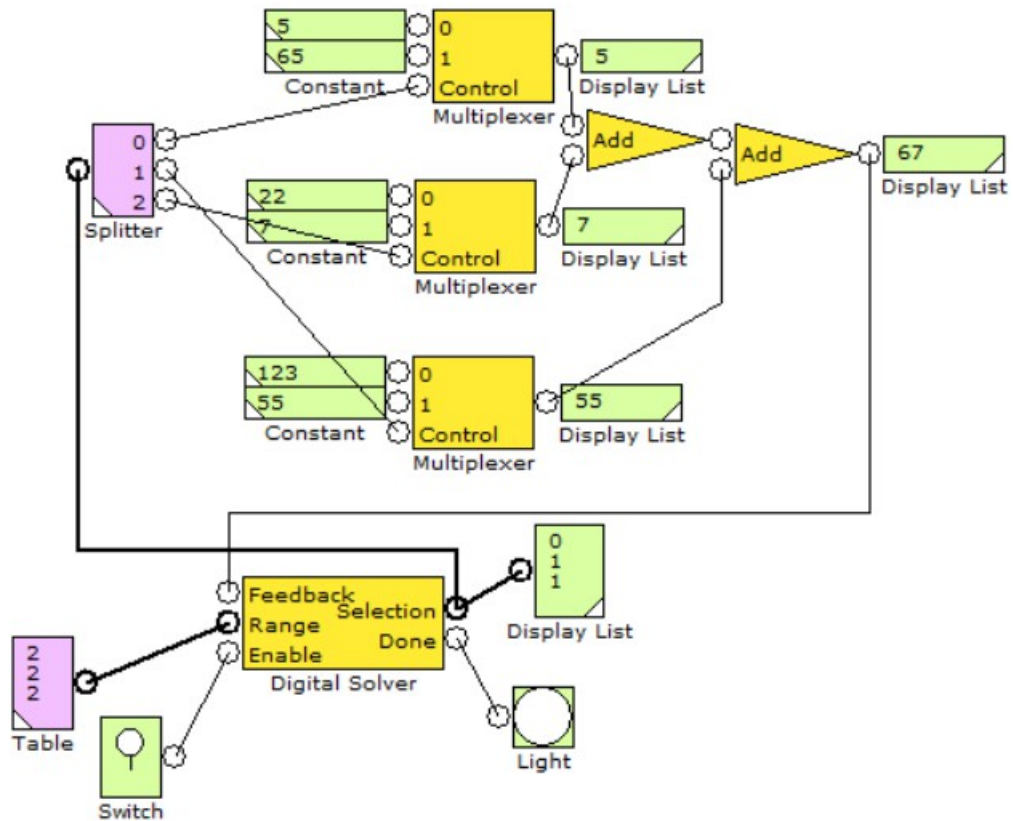 5
0
65
1
5
Constant
Control
Display List
Multiplexer
0
1
2
Splitter
Add
Add
67
Display List
22
0
7
1
7
Constant
Control
Display List
Multiplexer
123
0
55
1
55
Constant
Control
Display List
Multiplexer
0
1
1
Display List
Feedback
Selection
Range
Done
Enable
Digital Solver
2
2
2
Table
Switch
Light